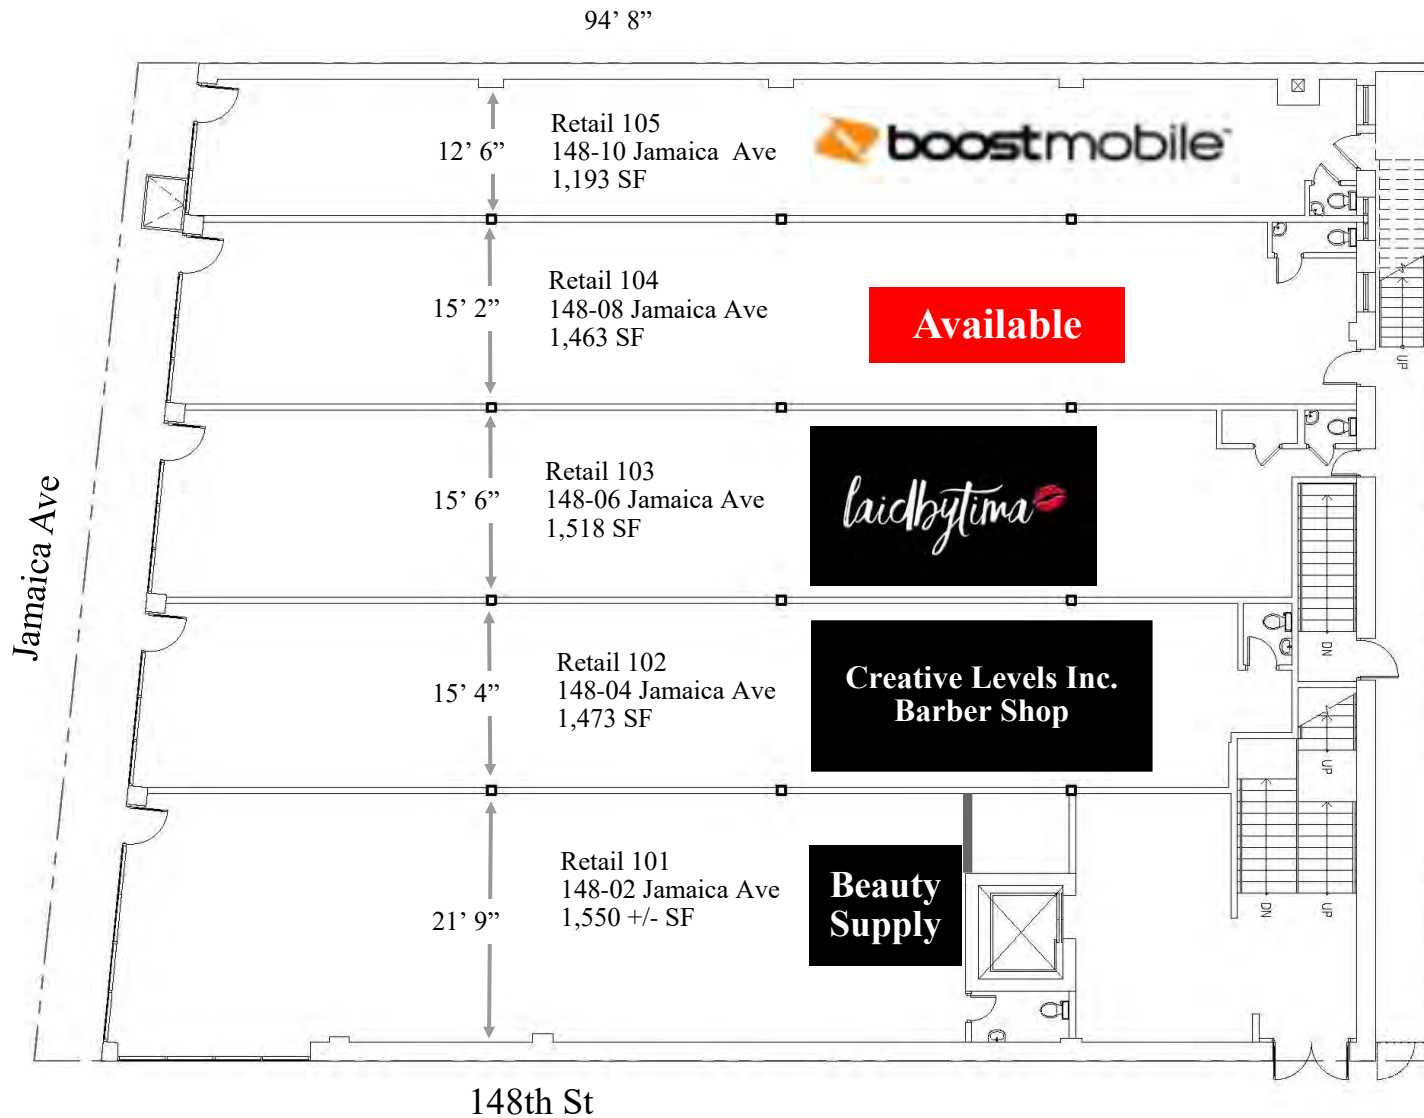 94’ 8”
Retail 105
148-10 Jamaica Ave
1,193 SF
12’ 6”
boostmobile™
Retail 104
148-08 Jamaica Ave
1,463 SF
15’ 2”
Available
UP
Retail 103
148-06 Jamaica Ave
1,518 SF
15’ 6”
laidbytima
Jamaica Ave
Retail 102
148-04 Jamaica Ave
1,473 SF
15’ 4”
Creative Levels Inc.
Barber Shop
DN
UP
Retail 101
148-02 Jamaica Ave
1,550 +/- SF
21’ 9”
Beauty
Supply
DN
UP
148th St